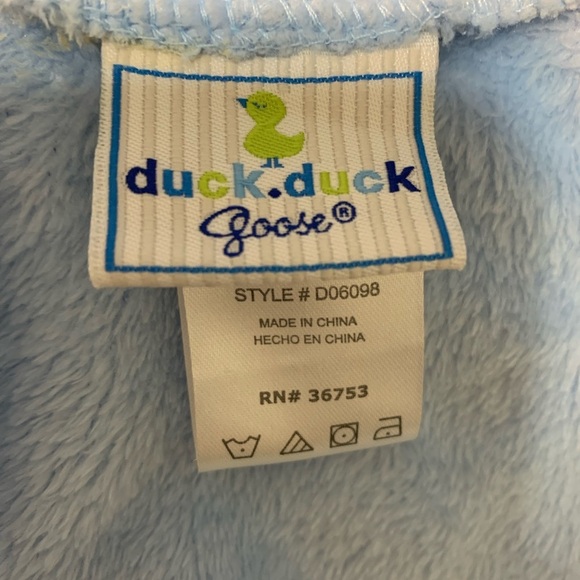 duck.duck
goose®
STYLE # D06098
MADE IN CHINA
HECHO EN CHINA
RN# 36753